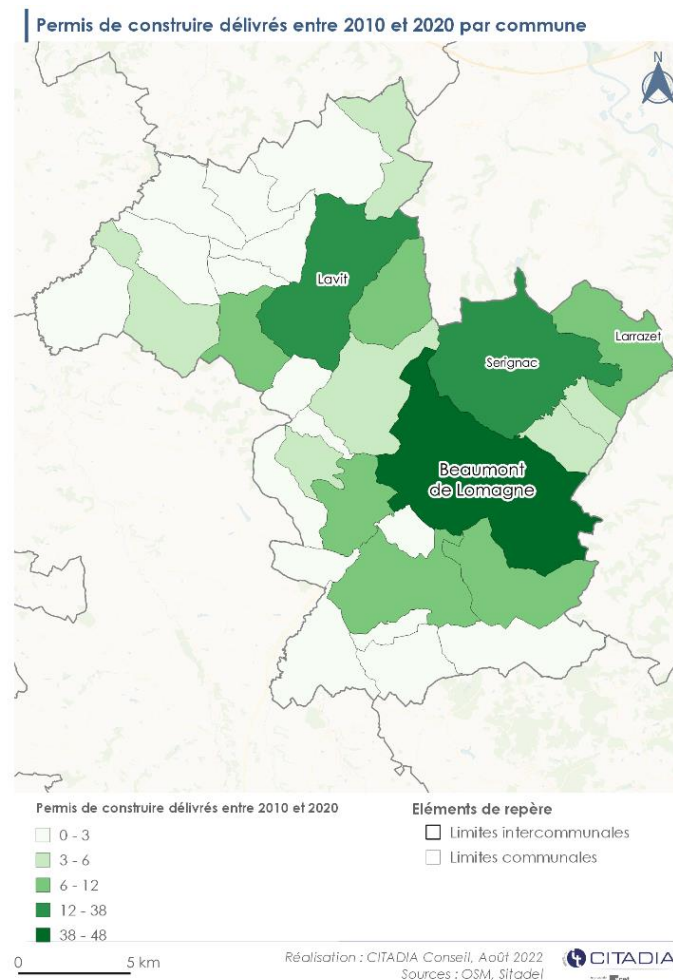 Permis de construire délivrés entre 2010 et 2020 par commune
N
Lavit
Larrazet
Serignac
Beaumont
de Lomagne
Permis de construire délivrés entre 2010 et 2020
0 - 3
3 - 6
6 - 12
12 - 38
38 - 48
Eléments de repère
Limites intercommunales
Limites communales
0 5 km
Réalisation : CITADIA Conseil, Août 2022
Sources : OSM, Sitadel
CITADIA